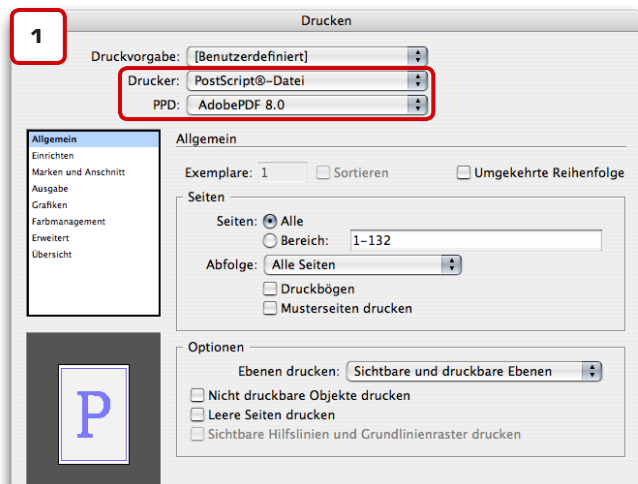 Drucken
1
Druckvorgabe: [Benutzerdefiniert]
Drucker: PostScript®-Datei
PPD: AdobePDF 8.0
Allgemein
Einrichten
Marken und Anschnitt
Ausgabe
Grafiken
Farbmanagement
Erweitert
Übersicht
Allgemein
Exemplare: 1 Sortieren Umgekehrte Reihenfolge
Seiten
Seiten: Alle
Bereich: 1-132
Abfolge: Alle Seiten
Druckbögen
Musterseiten drucken
Optionen
Ebenen drucken: Sichtbare und druckbare Ebenen
Nicht druckbare Objekte drucken
Leere Seiten drucken
Sichtbare Hilfslinien und Grundlinienraster drucken
P